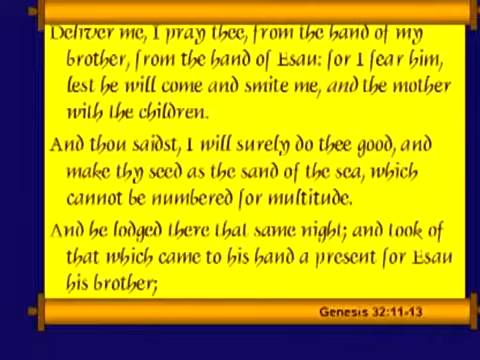 Deliver me, I pray thee, from the hand of my
brother, from the hand of Esau: for I fear him,
lest he will come and smite me, and the mother
with the children.
And thou saidst, I will surely do thee good, and
make thy seed as the sand of the sea, which
cannot be numbered for multitude.
And he lodged there that same night; and took of
that which came to his hand a present for Esau
his brother;
Genesis 32:11-13